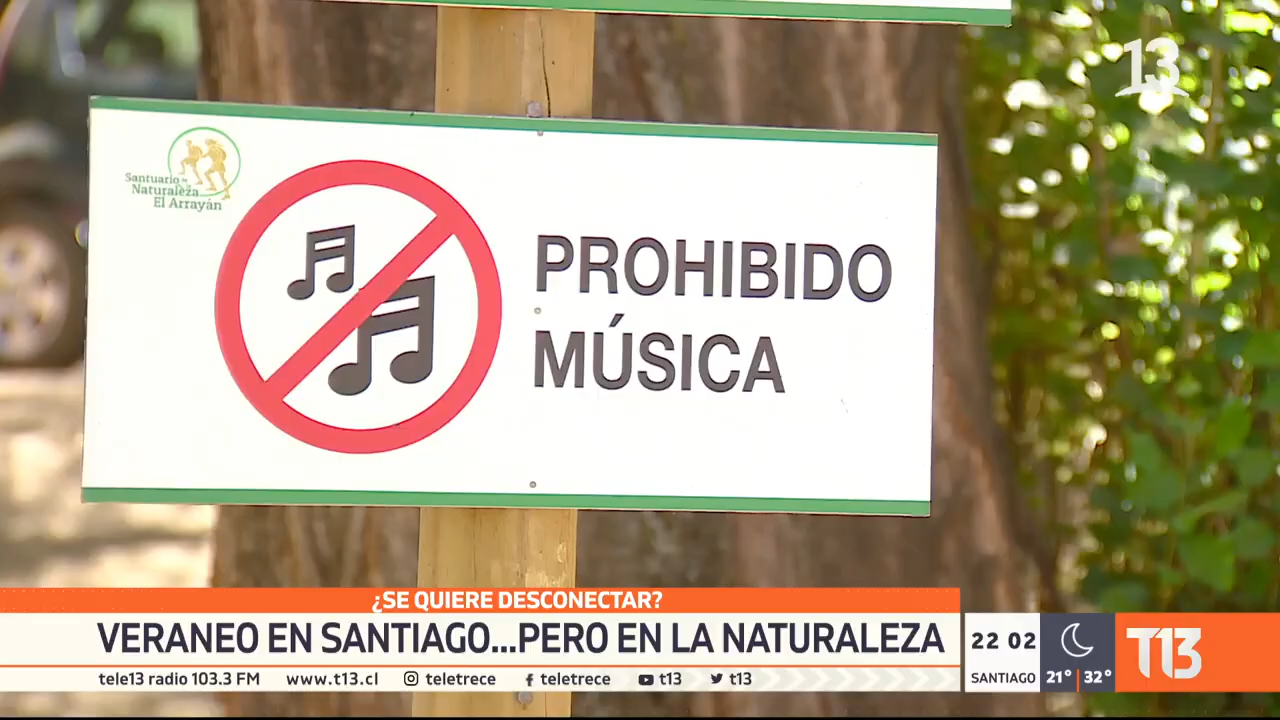 13
Santuario de
Naturaleza
El Arrayán
PROHIBIDO
MÚSICA
¿SE QUIERE DESCONECTAR?
VERANEO EN SANTIAGO...PERO EN LA NATURALEZA
tele13 radio 103.3 FM www.t13.cl teletrece teletrece t13 t13
22 02
SANTIAGO
21° 32°
T13